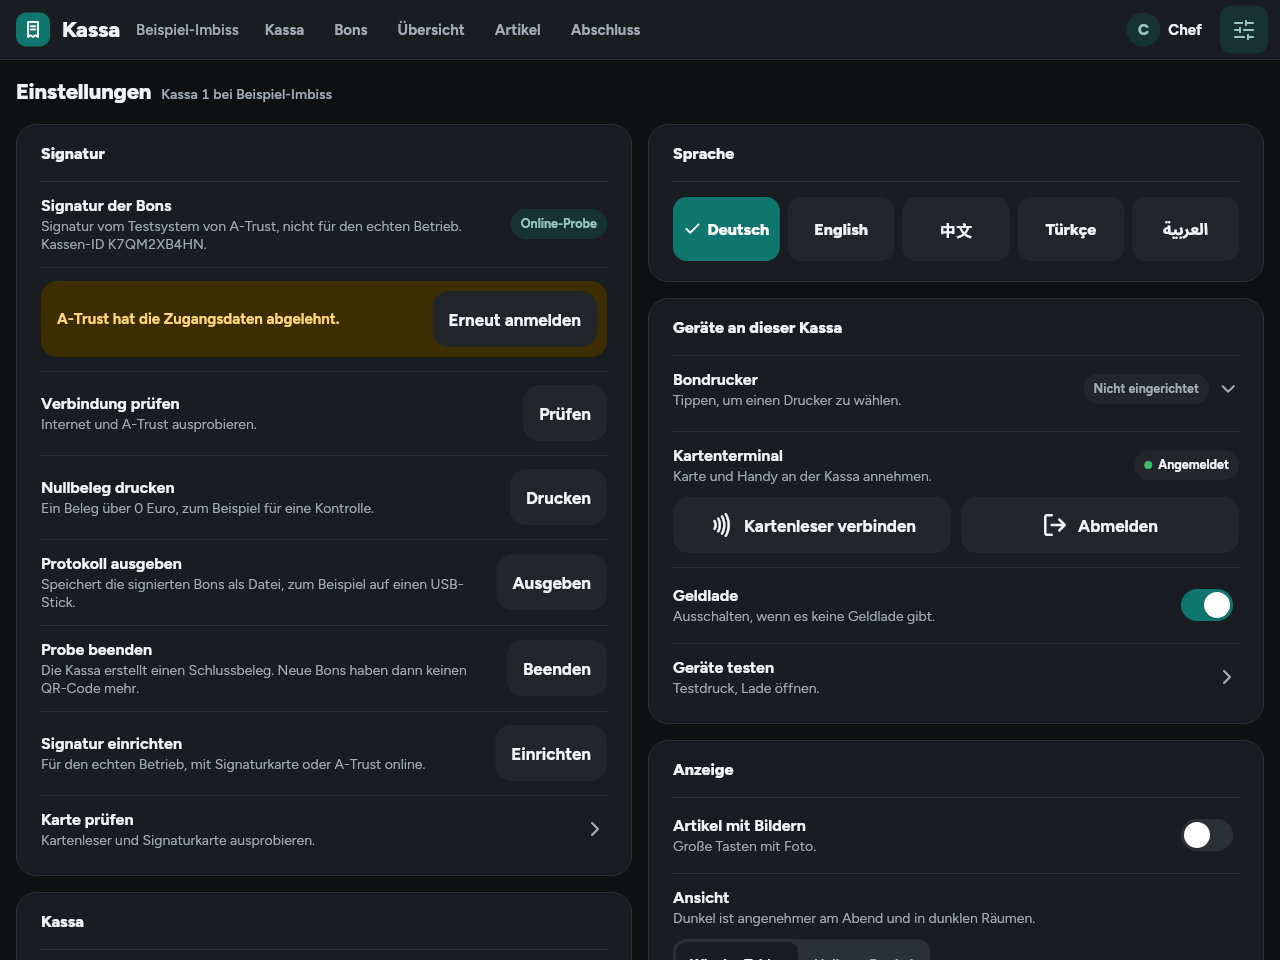 Kassa Beispiel-Imbiss Kassa Bons Übersicht Artikel Abschluss C Chef
Einstellungen Kassa 1 bei Beispiel-Imbiss
Signatur
Signatur der Bons
Signatur vom Testsystem von A-Trust, nicht für den echten Betrieb.
Kassen-ID K7QM2XB4HN.
Online-Probe
A-Trust hat die Zugangsdaten abgelehnt.
Erneut anmelden
Verbindung prüfen
Internet und A-Trust ausprobieren.
Prüfen
Nullbeleg drucken
Ein Beleg über 0 Euro, zum Beispiel für eine Kontrolle.
Drucken
Protokoll ausgeben
Speichert die signierten Bons als Datei, zum Beispiel auf einen USB-
Stick.
Ausgeben
Probe beenden
Die Kassa erstellt einen Schlussbeleg. Neue Bons haben dann keinen
QR-Code mehr.
Beenden
Signatur einrichten
Für den echten Betrieb, mit Signaturkarte oder A-Trust online.
Einrichten
Karte prüfen
Kartenleser und Signaturkarte ausprobieren.
Kassa
Sprache
Deutsch English 中文 Türkçe العربية
Geräte an dieser Kassa
Bondrucker
Tippen, um einen Drucker zu wählen.
Nicht eingerichtet
Kartenterminal
Karte und Handy an der Kassa annehmen.
Angemeldet
Kartenleser verbinden
Abmelden
Geldlade
Ausschalten, wenn es keine Geldlade gibt.
Geräte testen
Testdruck, Lade öffnen.
Anzeige
Artikel mit Bildern
Große Tasten mit Foto.
Ansicht
Dunkel ist angenehmer am Abend und in dunklen Räumen.